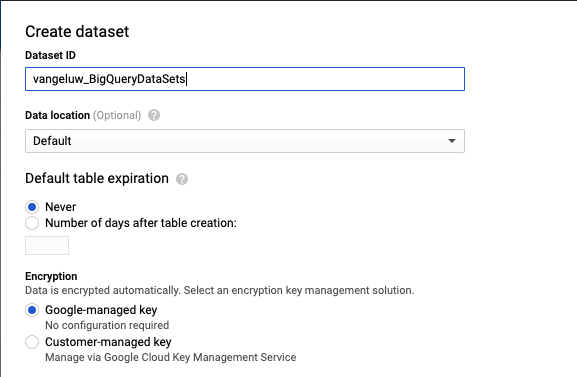 Create dataset
Dataset ID
vangeluw_BigQueryDataSets
Data location (Optional) ?
Default
Default table expiration ?
Never
Number of days after table creation:
Encryption
Data is encrypted automatically. Select an encryption key management solution.
Google-managed key
No configuration required
Customer-managed key
Manage via Google Cloud Key Management Service